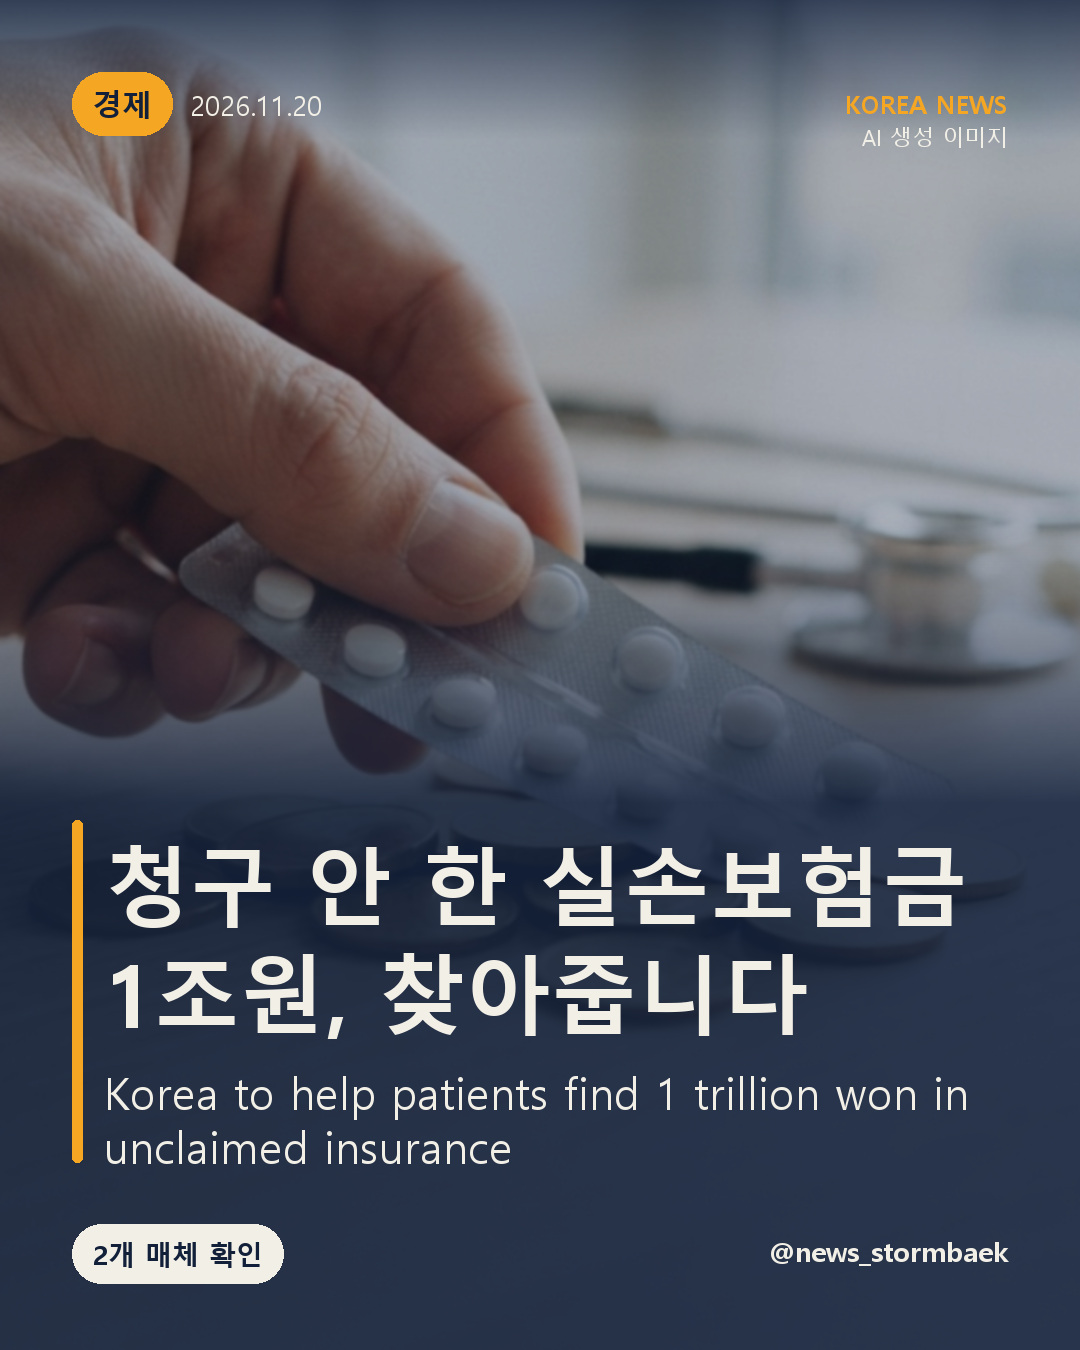 경제 2026.11.20
KOREA NEWS
AI 생성 이미지
청구 안 한 실손보험금
1조원, 찾아줍니다
Korea to help patients find 1 trillion won in
unclaimed insurance
2개 매체 확인
@news_stormbaek